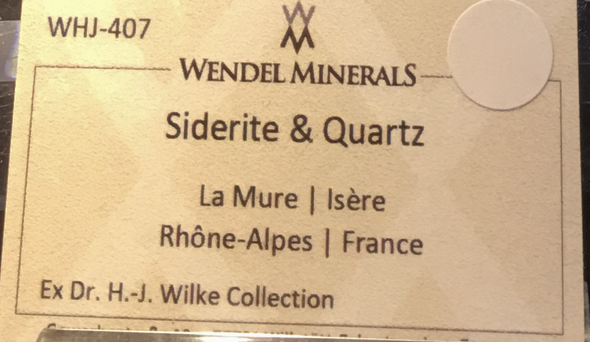 WHJ-407
WENDEL MINERALS
Siderite & Quartz
La Mure | Isère
Rhône-Alpes | France
Ex Dr. H.-J. Wilke Collection